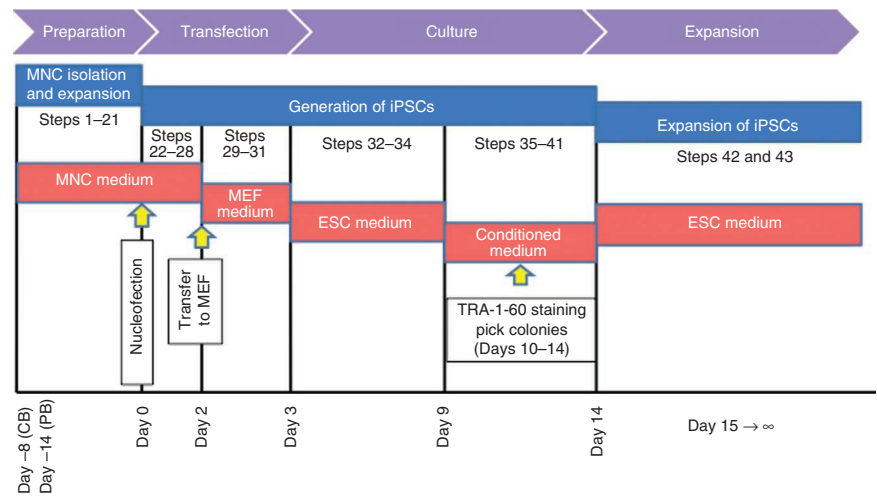 Preparation
Transfection
Culture
Expansion
MNC isolation
and expansion
Generation of iPSCs
Expansion of iPSCs
Steps 1–21
Steps
22–28
Steps
29–31
Steps 32–34
Steps 35–41
Steps 42 and 43
MNC medium
MEF
medium
ESC medium
Conditioned
medium
ESC medium
Nucleofection
Transfer
to MEF
TRA-1-60 staining
pick colonies
(Days 10–14)
Day –8 (CB)
Day –14 (PB)
Day 0
Day 2
Day 3
Day 9
Day 14
Day 15 → ∞